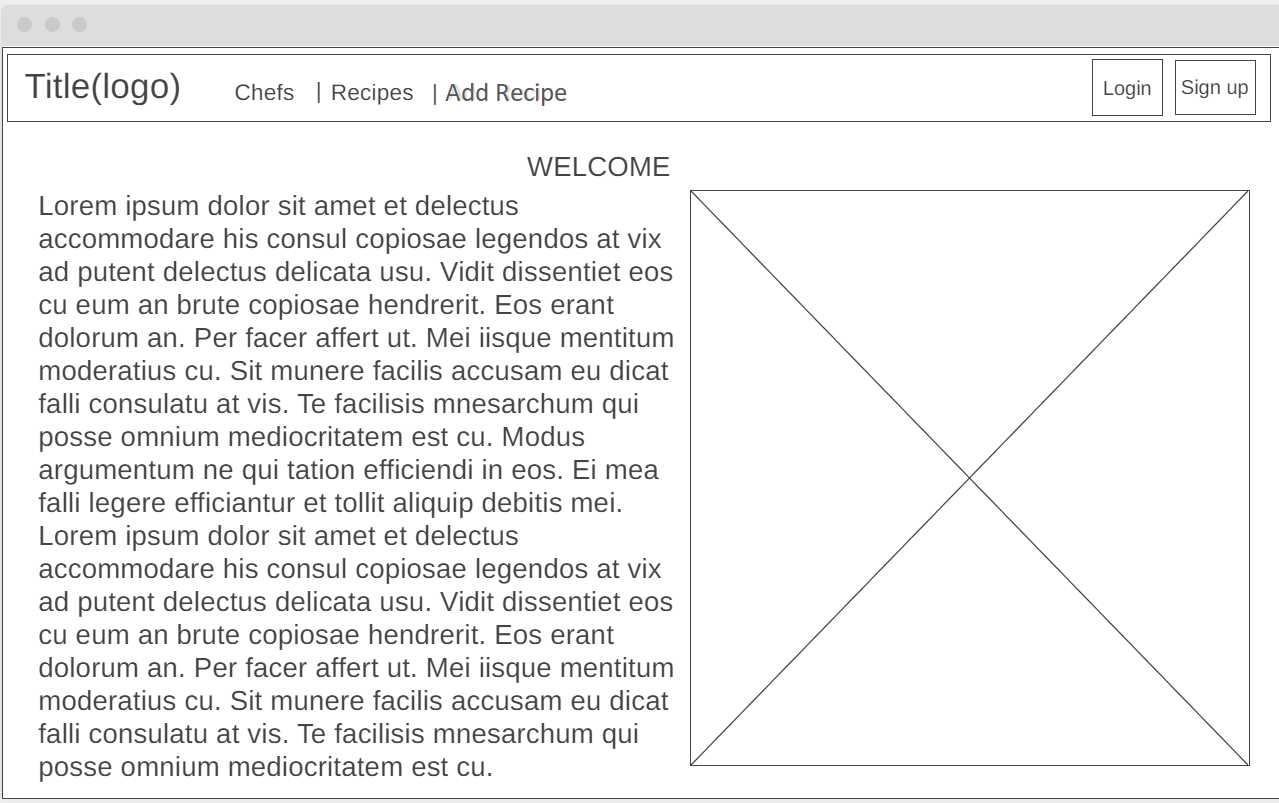 Title(logo) Chefs | Recipes | Add Recipe Login Sign up
WELCOME
Lorem ipsum dolor sit amet et delectus
accommodare his consul copiosae legendos at vix
ad putent delectus delicata usu. Vidit dissentiet eos
cu eum an brute copiosae hendrerit. Eos erant
dolorum an. Per facer affert ut. Mei iisque mentitum
moderatius cu. Sit munere facilis accusam eu dicat
falli consulatu at vis. Te facilisis mnesarchum qui
posse omnium mediocritatem est cu. Modus
argumentum ne qui tation efficiendi in eos. Ei mea
falli legere efficiantur et tollit aliquip debitis mei.
Lorem ipsum dolor sit amet et delectus
accommodare his consul copiosae legendos at vix
ad putent delectus delicata usu. Vidit dissentiet eos
cu eum an brute copiosae hendrerit. Eos erant
dolorum an. Per facer affert ut. Mei iisque mentitum
moderatius cu. Sit munere facilis accusam eu dicat
falli consulatu at vis. Te facilisis mnesarchum qui
posse omnium mediocritatem est cu.